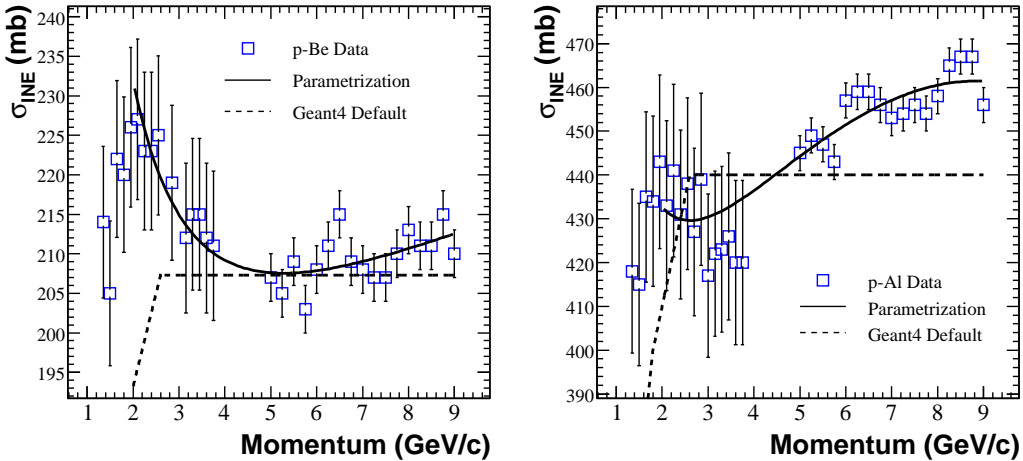 σINE (mb)
240
235
230
225
220
215
210
205
200
195
p-Be Data
Parametrization
Geant4 Default
1 2 3 4 5 6 7 8 9
Momentum (GeV/c)
σINE (mb)
470
460
450
440
430
420
410
400
390
p-Al Data
Parametrization
Geant4 Default
1 2 3 4 5 6 7 8 9
Momentum (GeV/c)